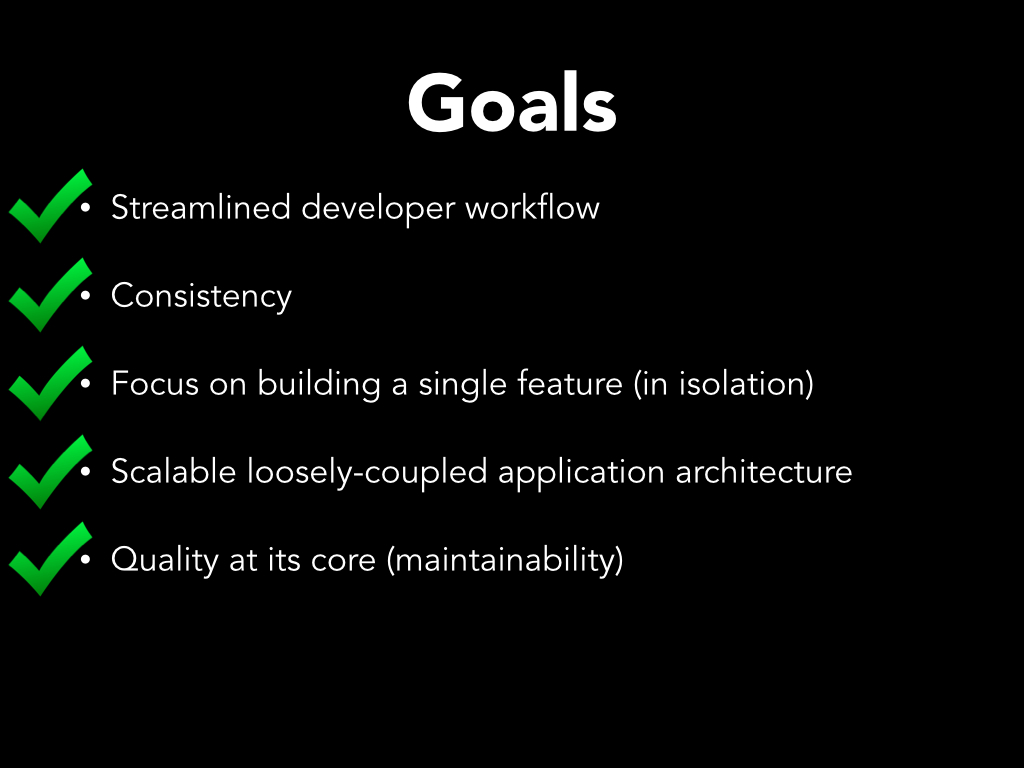 Goals
• Streamlined developer workflow
• Consistency
• Focus on building a single feature (in isolation)
• Scalable loosely-coupled application architecture
• Quality at its core (maintainability)